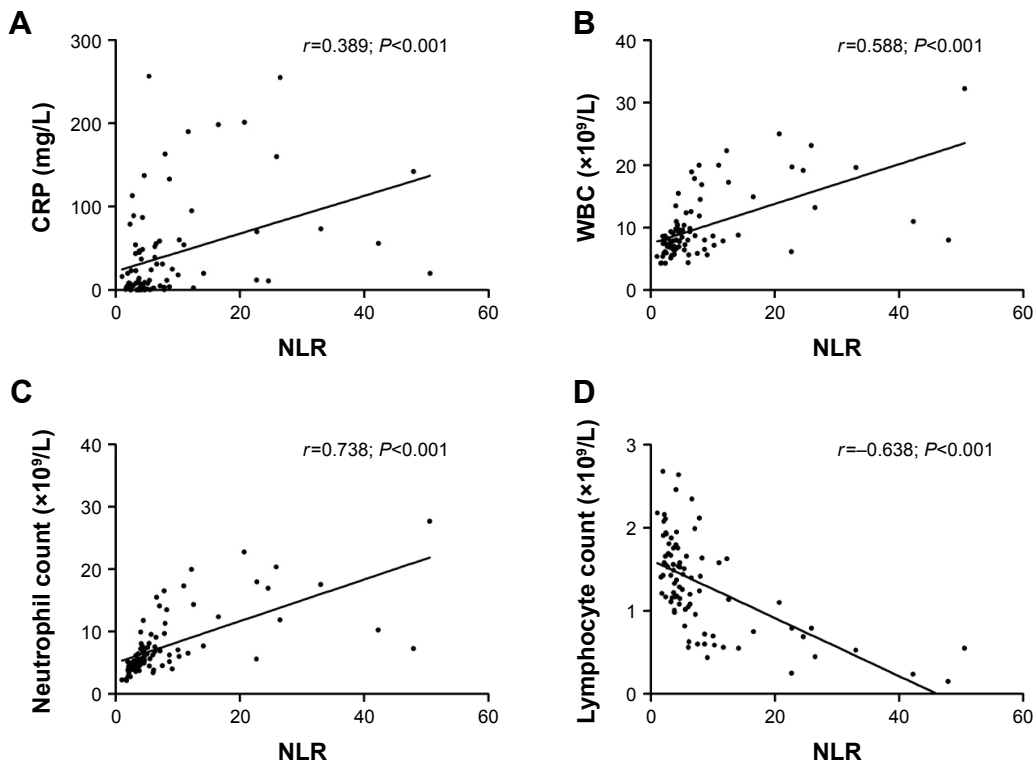 A
r=0.389; P<0.001
CRP (mg/L)
300
200
100
0
0 20 40 60
NLR
B
r=0.588; P<0.001
WBC (×10⁹/L)
40
30
20
10
0
0 20 40 60
NLR
C
r=0.738; P<0.001
Neutrophil count (×10⁹/L)
40
30
20
10
0
0 20 40 60
NLR
D
r=–0.638; P<0.001
Lymphocyte count (×10⁹/L)
3
2
1
0
0 20 40 60
NLR